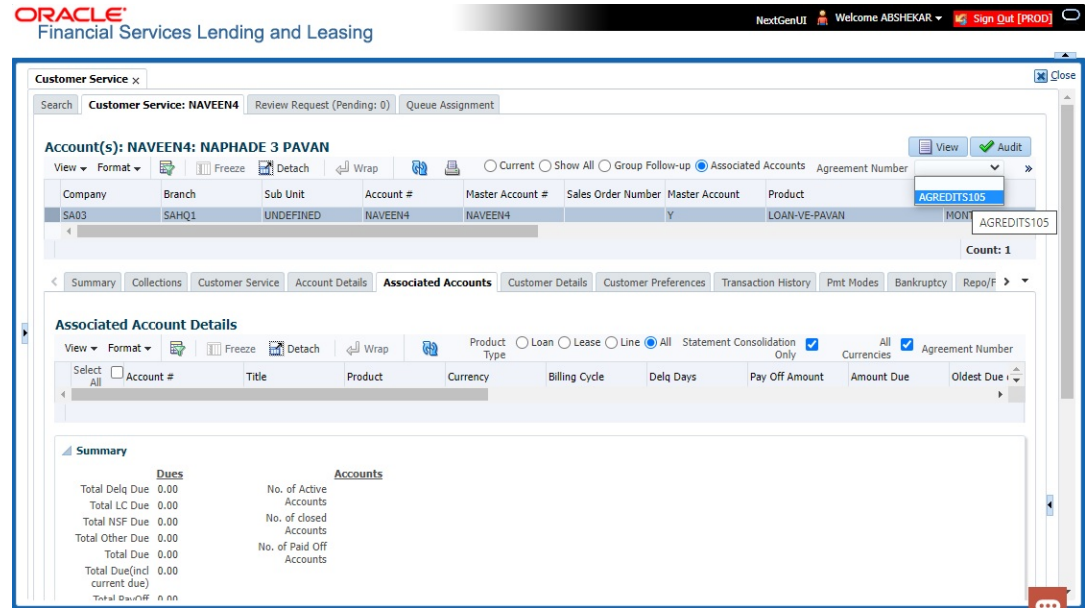 ORACLE
Financial Services Lending and Leasing
NextGenUI Welcome ABSHEKAR Sign Out [PROD]
Customer Service x
Close
Search Customer Service: NAVEEN4 Review Request (Pending: 0) Queue Assignment
Account(s): NAVEEN4: NAPHADE 3 PAVAN
View Audit
View Format Freeze Detach Wrap Current Show All Group Follow-up Associated Accounts Agreement Number »
AGREDITS105
Company Branch Sub Unit Account # Master Account # Sales Order Number Master Account Product
SA03 SAHQ1 UNDEFINED NAVEEN4 NAVEEN4 Y LOAN-VE-PAVAN MONT
AGREDITS105
Count: 1
Summary Collections Customer Service Account Details Associated Accounts Customer Details Customer Preferences Transaction History Pmt Modes Bankruptcy Repo/F
Associated Account Details
View Format Freeze Detach Wrap Product Type Loan Lease Line All Statement Consolidation Only All Currencies Agreement Number
Select All Account # Title Product Currency Billing Cycle Delq Days Pay Off Amount Amount Due Oldest Due
Summary
Dues Accounts
Total Delq Due 0.00 No. of Active Accounts
Total LC Due 0.00
Total NSF Due 0.00 No. of closed Accounts
Total Other Due 0.00
Total Due 0.00 No. of Paid Off Accounts
Total Due(incl current due) 0.00
Total PayOff 0.00